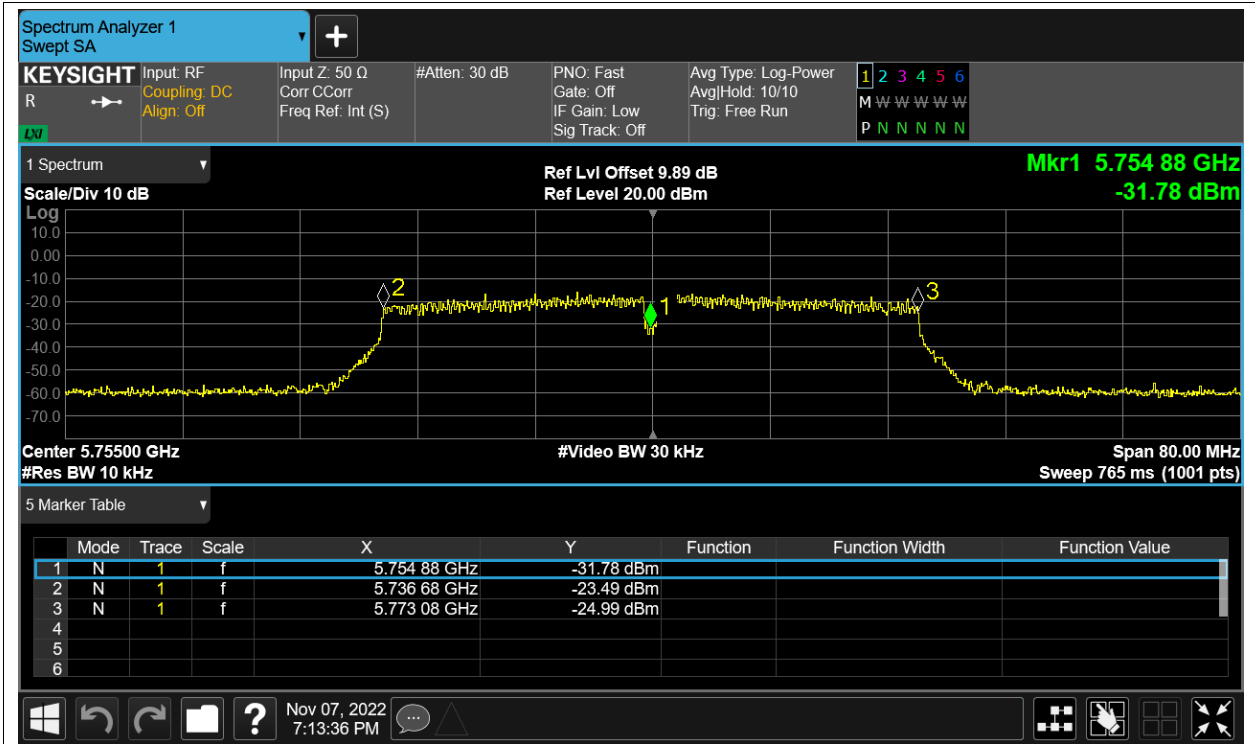 Spectrum Analyzer 1
Swept SA
KEYSIGHT
R
LXI
Input: RF
Coupling: DC
Align: Off
Input Z: 50 Ω
Corr CCorr
Freq Ref: Int (S)
#Atten: 30 dB
PNO: Fast
Gate: Off
IF Gain: Low
Sig Track: Off
Avg Type: Log-Power
Avg|Hold: 10/10
Trig: Free Run
1 2 3 4 5 6
M W W W W W
P N N N N N
1 Spectrum
Scale/Div 10 dB
Ref Lvl Offset 9.89 dB
Ref Level 20.00 dBm
Mkr1 5.754 88 GHz
-31.78 dBm
Log
10.0
0.00
-10.0
-20.0
-30.0
-40.0
-50.0
-60.0
-70.0
2
1
3
Center 5.75500 GHz
#Res BW 10 kHz
#Video BW 30 kHz
Span 80.00 MHz
Sweep 765 ms (1001 pts)
5 Marker Table
Mode Trace Scale X Y Function Function Width Function Value
1 N 1 f 5.754 88 GHz -31.78 dBm
2 N 1 f 5.736 68 GHz -23.49 dBm
3 N 1 f 5.773 08 GHz -24.99 dBm
4
5
6
?
Nov 07, 2022
7:13:36 PM